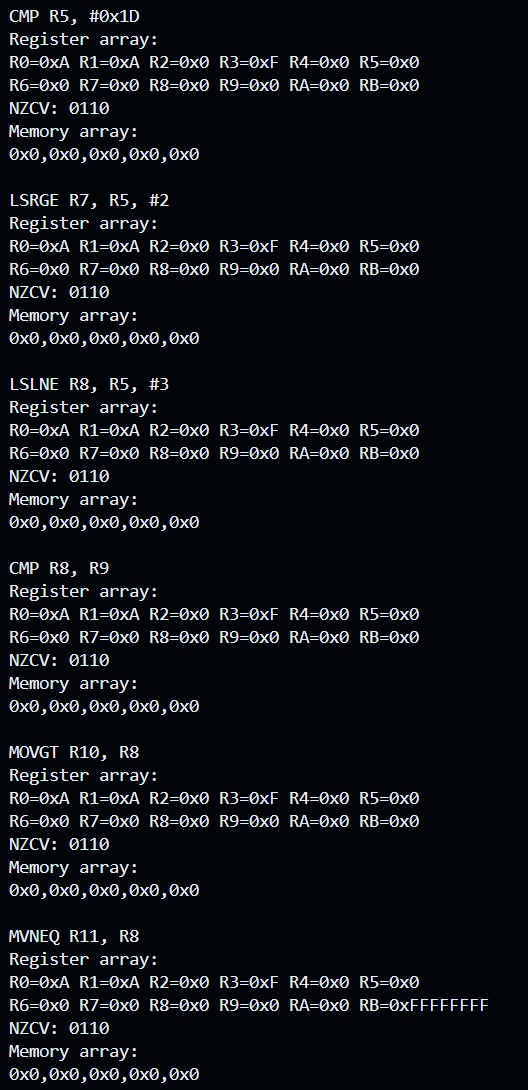 CMP R5, #0x1D
Register array:
R0=0xA R1=0xA R2=0x0 R3=0xF R4=0x0 R5=0x0
R6=0x0 R7=0x0 R8=0x0 R9=0x0 RA=0x0 RB=0x0
NZCV: 0110
Memory array:
0x0,0x0,0x0,0x0,0x0

LSRGE R7, R5, #2
Register array:
R0=0xA R1=0xA R2=0x0 R3=0xF R4=0x0 R5=0x0
R6=0x0 R7=0x0 R8=0x0 R9=0x0 RA=0x0 RB=0x0
NZCV: 0110
Memory array:
0x0,0x0,0x0,0x0,0x0

LSLNE R8, R5, #3
Register array:
R0=0xA R1=0xA R2=0x0 R3=0xF R4=0x0 R5=0x0
R6=0x0 R7=0x0 R8=0x0 R9=0x0 RA=0x0 RB=0x0
NZCV: 0110
Memory array:
0x0,0x0,0x0,0x0,0x0

CMP R8, R9
Register array:
R0=0xA R1=0xA R2=0x0 R3=0xF R4=0x0 R5=0x0
R6=0x0 R7=0x0 R8=0x0 R9=0x0 RA=0x0 RB=0x0
NZCV: 0110
Memory array:
0x0,0x0,0x0,0x0,0x0

MOVGT R10, R8
Register array:
R0=0xA R1=0xA R2=0x0 R3=0xF R4=0x0 R5=0x0
R6=0x0 R7=0x0 R8=0x0 R9=0x0 RA=0x0 RB=0x0
NZCV: 0110
Memory array:
0x0,0x0,0x0,0x0,0x0

MVNEQ R11, R8
Register array:
R0=0xA R1=0xA R2=0x0 R3=0xF R4=0x0 R5=0x0
R6=0x0 R7=0x0 R8=0x0 R9=0x0 RA=0x0 RB=0xFFFFFFFF
NZCV: 0110
Memory array:
0x0,0x0,0x0,0x0,0x0